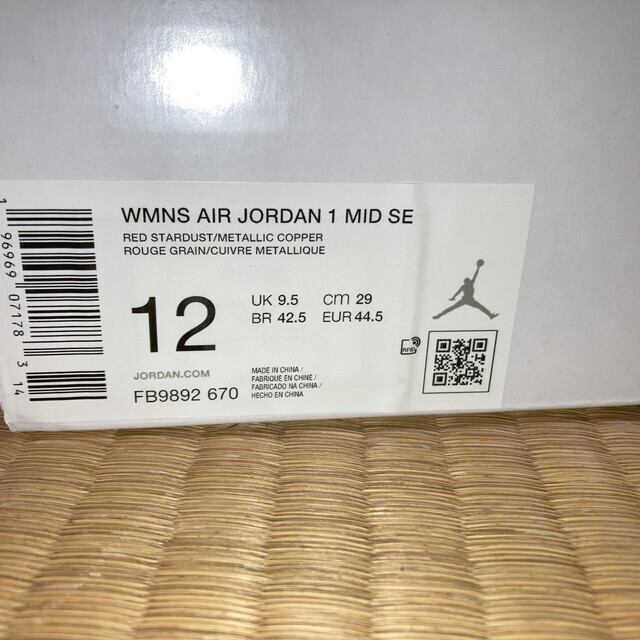 WMNS AIR JORDAN 1 MID SE
RED STARDUST/METALLIC COPPER
ROUGE GRAIN/CUIVRE METALLIQUE
12
UK 9.5 cm 29
BR 42.5 EUR 44.5
JORDAN.COM
FB9892 670
MADE IN CHINA /
FABRIQUÉ EN CHINE /
FABRICADO NA CHINA /
HECHO EN CHINA
RFID
1 96969 07178 3 14